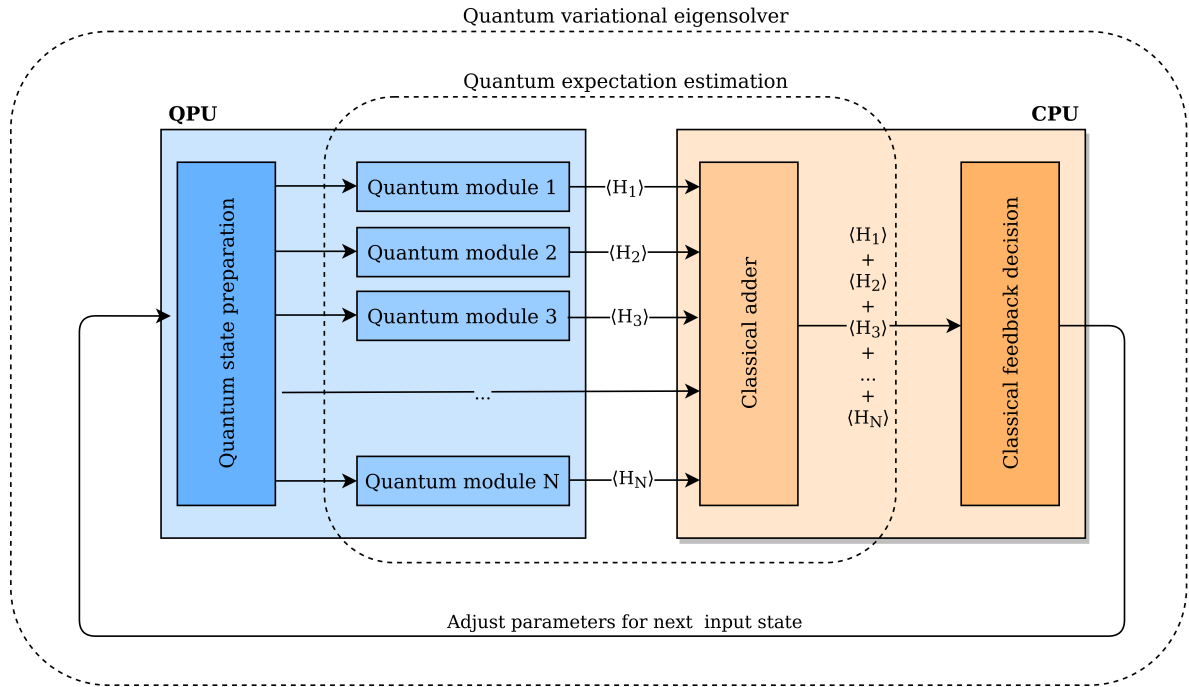 Quantum variational eigensolver
Quantum expectation estimation
QPU
CPU
Quantum state preparation
Quantum module 1
Quantum module 2
Quantum module 3
...
Quantum module N
⟨H₁⟩
⟨H₂⟩
⟨H₃⟩
⟨H_N⟩
Classical adder
⟨H₁⟩
+
⟨H₂⟩
+
⟨H₃⟩
+
...
+
⟨H_N⟩
Classical feedback decision
Adjust parameters for next  input state